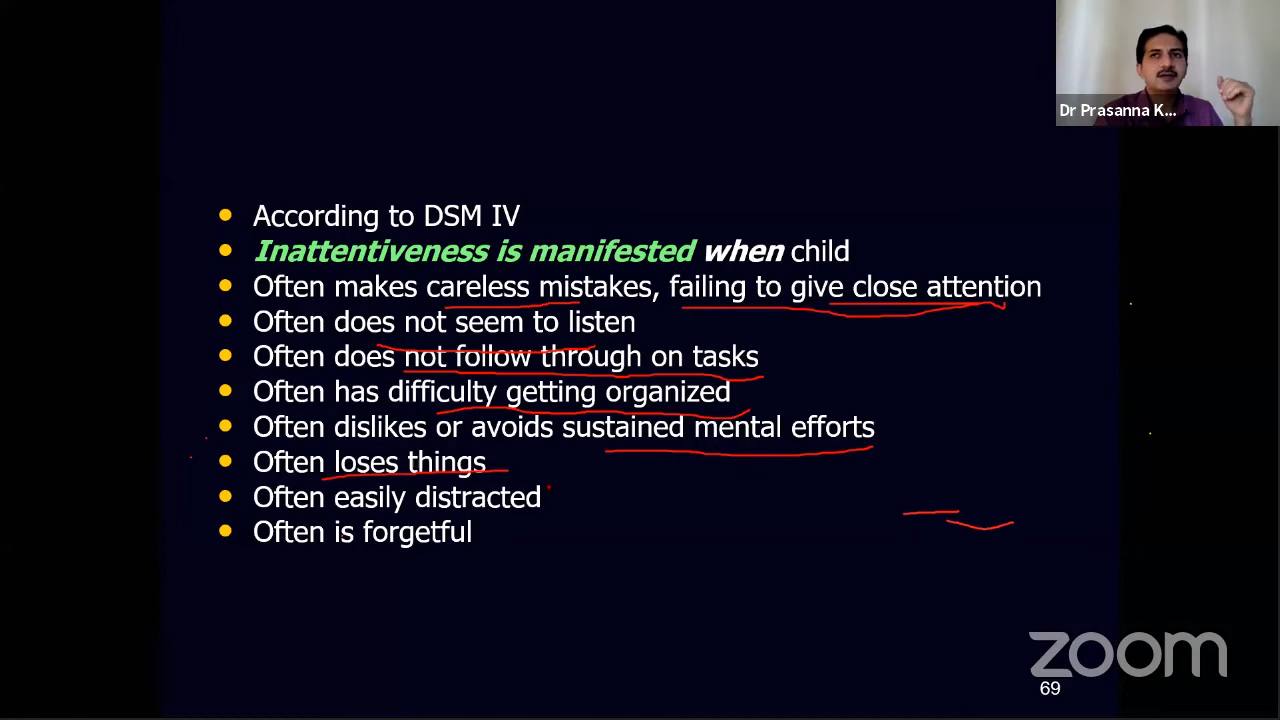 Dr Prasanna K...
According to DSM IV
Inattentiveness is manifested when child
Often makes careless mistakes, failing to give close attention
Often does not seem to listen
Often does not follow through on tasks
Often has difficulty getting organized
Often dislikes or avoids sustained mental efforts
Often loses things
Often easily distracted
Often is forgetful
zoom
69